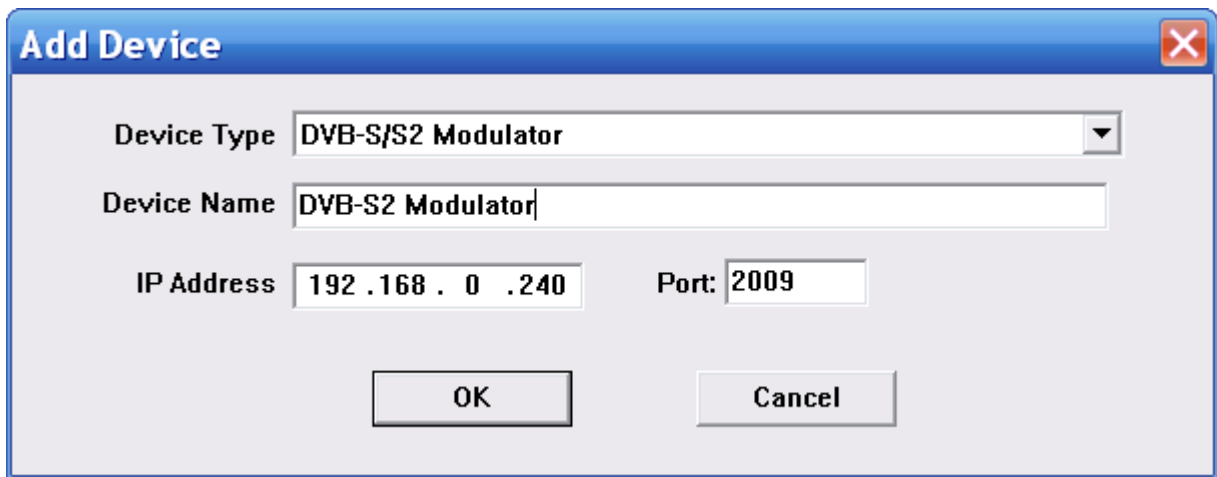 Add Device
Device Type DVB-S/S2 Modulator
Device Name DVB-S2 Modulator
IP Address 192 .168 . 0 .240 Port: 2009
OK Cancel